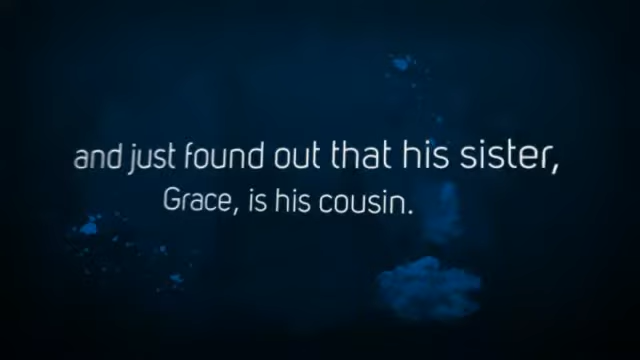 and just found out that his sister,
Grace, is his cousin.